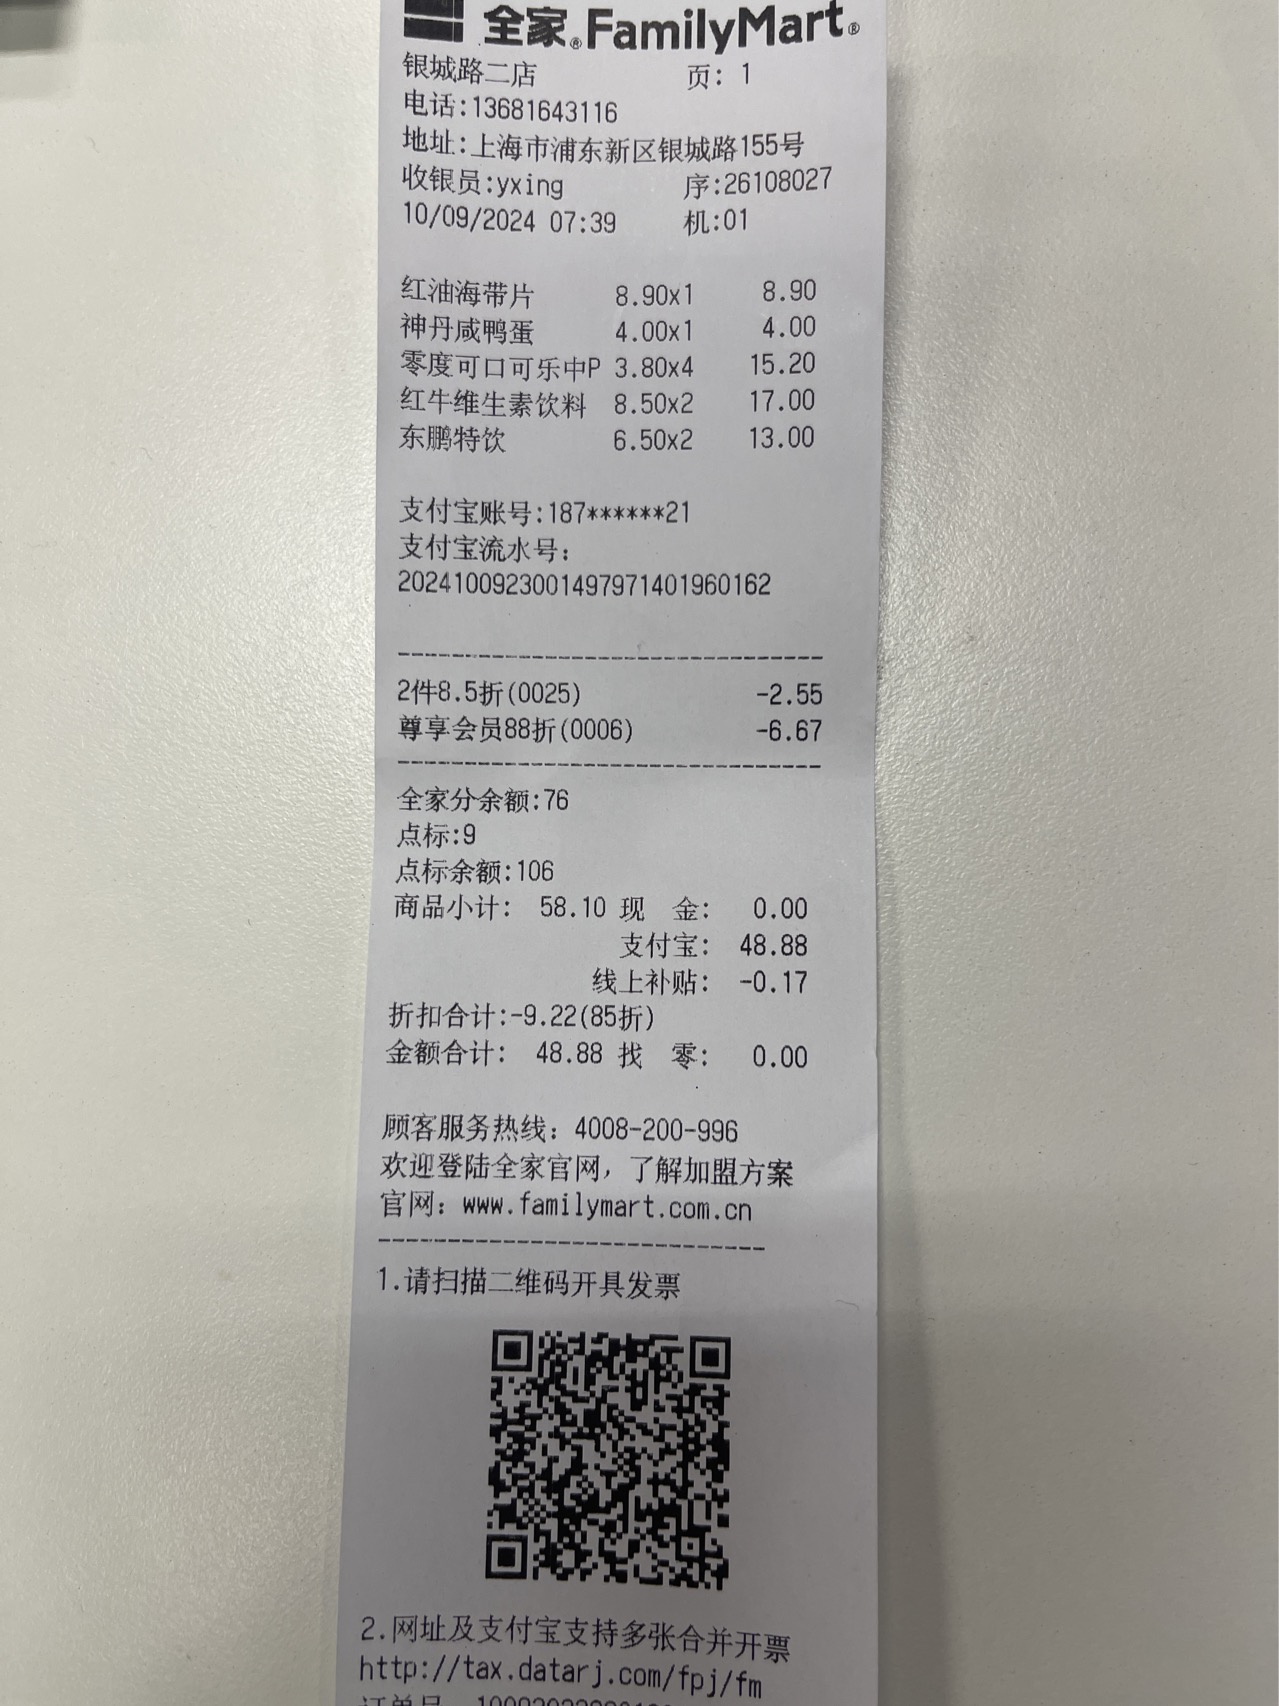 全家®FamilyMart®
银城路二店 页: 1
电话:13681643116
地址:上海市浦东新区银城路155号
收银员:yxing 序:26108027
10/09/2024 07:39 机:01
红油海带片 8.90x1 8.90
神丹咸鸭蛋 4.00x1 4.00
零度可口可乐中P 3.80x4 15.20
红牛维生素饮料 8.50x2 17.00
东鹏特饮 6.50x2 13.00
支付宝账号:187******21
支付宝流水号:
2024100923001497971401960162
2件8.5折(0025) -2.55
尊享会员88折(0006) -6.67
全家分余额:76
点标:9
点标余额:106
商品小计: 58.10 现 金: 0.00
支付宝: 48.88
线上补贴: -0.17
折扣合计:-9.22(85折)
金额合计: 48.88 找 零: 0.00
顾客服务热线: 4008-200-996
欢迎登陆全家官网, 了解加盟方案
官网: www.familymart.com.cn
1.请扫描二维码开具发票
2.网址及支付宝支持多张合并开票
http://tax.datarj.com/fpj/fm
订单号